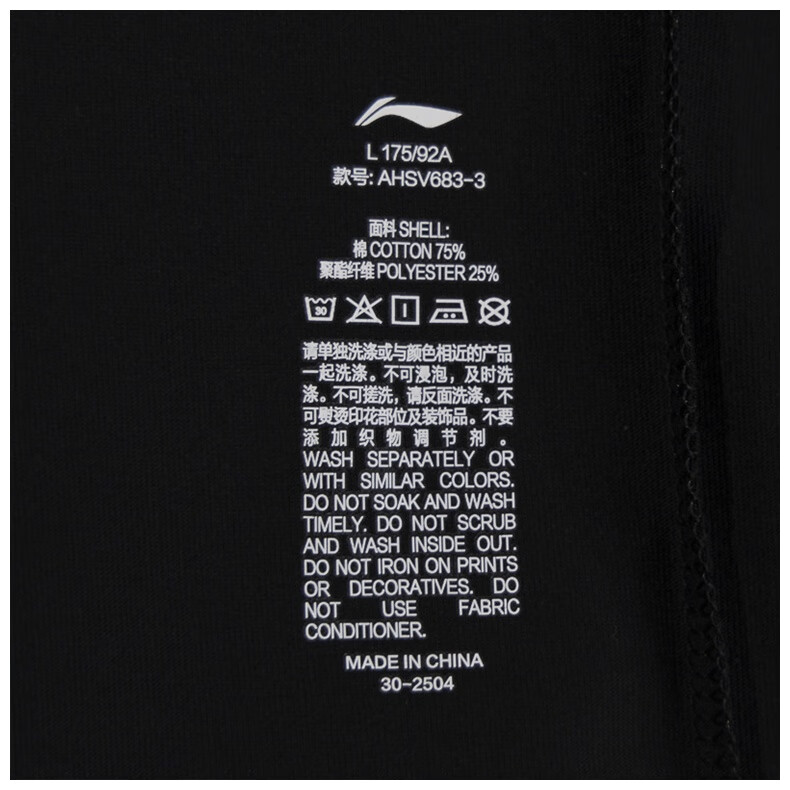 L 175/92A
款号: AHSV683-3
面料 SHELL:
棉 COTTON 75%
聚酯纤维 POLYESTER 25%
30
请单独洗涤或与颜色相近的产品
一起洗涤。不可浸泡，及时洗
涤。不可搓洗，请反面洗涤。不
可熨烫印花部位及装饰品。不要
添加织物调节剂。
WASH SEPARATELY OR
WITH SIMILAR COLORS.
DO NOT SOAK AND WASH
TIMELY. DO NOT SCRUB
AND WASH INSIDE OUT.
DO NOT IRON ON PRINTS
OR DECORATIVES. DO
NOT USE FABRIC
CONDITIONER.
MADE IN CHINA
30-2504